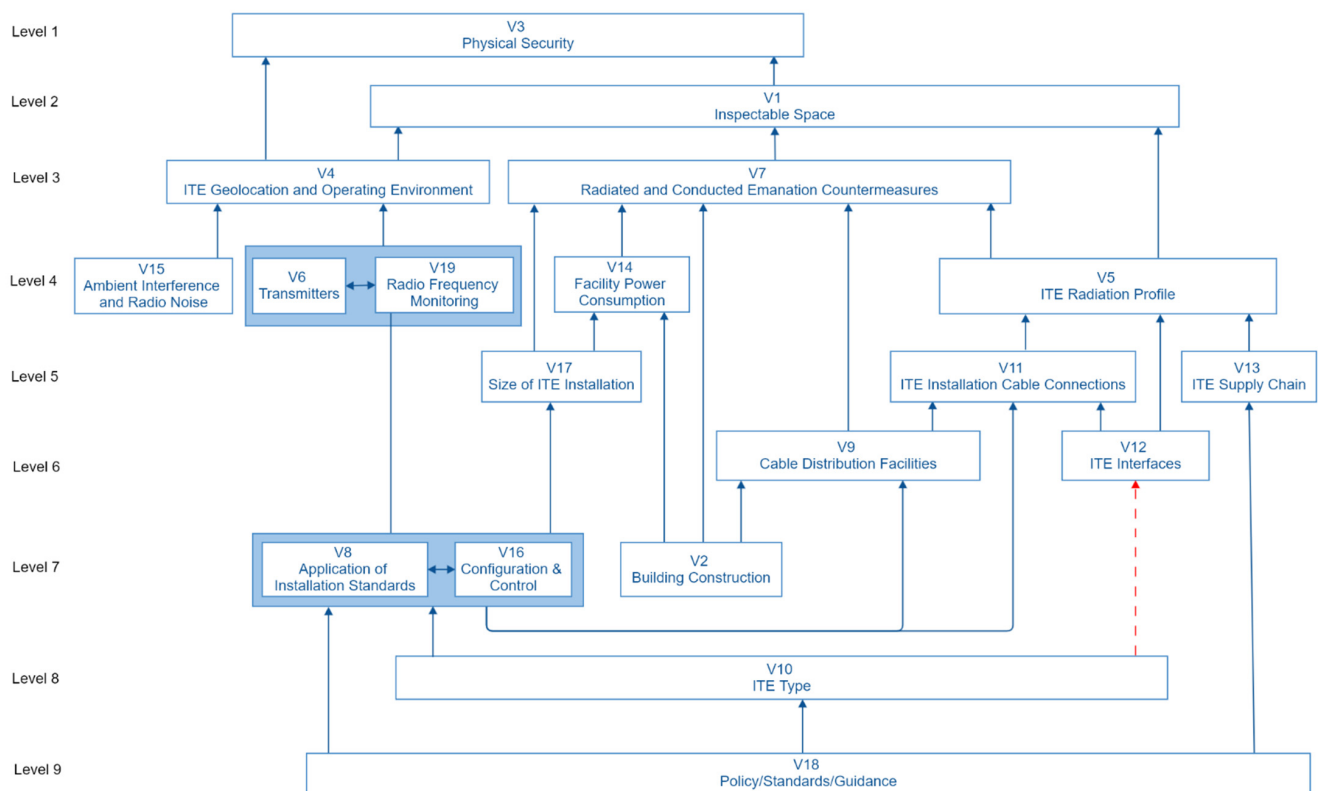 Level 1
V3
Physical Security
Level 2
V1
Inspectable Space
Level 3
V4
ITE Geolocation and Operating Environment
V7
Radiated and Conducted Emanation Countermeasures
Level 4
V15
Ambient Interference
and Radio Noise
V6
Transmitters
V19
Radio Frequency
Monitoring
V14
Facility Power
Consumption
V5
ITE Radiation Profile
Level 5
V17
Size of ITE Installation
V11
ITE Installation Cable Connections
V13
ITE Supply Chain
Level 6
V9
Cable Distribution Facilities
V12
ITE Interfaces
Level 7
V8
Application of
Installation Standards
V16
Configuration &
Control
V2
Building Construction
Level 8
V10
ITE Type
Level 9
V18
Policy/Standards/Guidance